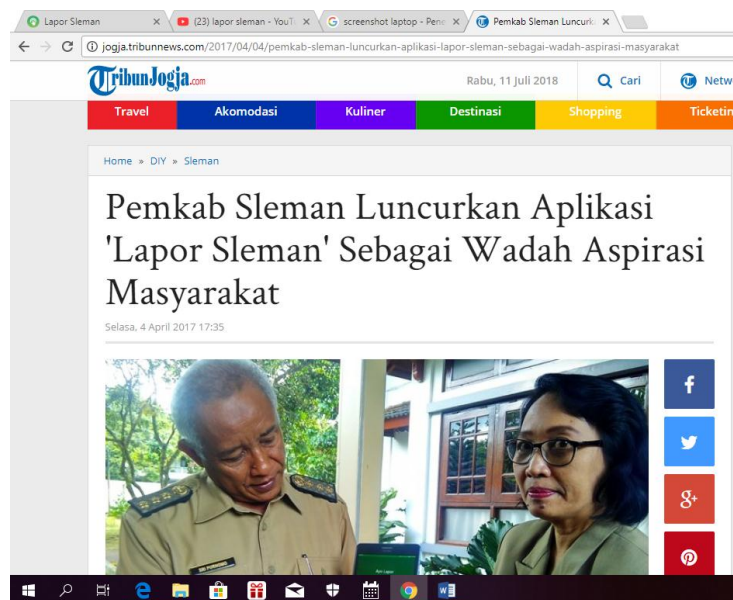 Lapor Sleman
(23) lapor sleman - YouT
screenshot laptop - Pene
Pemkab Sleman Luncurk
jogja.tribunnews.com/2017/04/04/pemkab-sleman-luncurkan-aplikasi-lapor-sleman-sebagai-wadah-aspirasi-masyarakat
TribunJogja.com
Rabu, 11 Juli 2018
Cari
Netw
Travel
Akomodasi
Kuliner
Destinasi
Shopping
Ticketin
Home » DIY » Sleman
Pemkab Sleman Luncurkan Aplikasi
'Lapor Sleman' Sebagai Wadah Aspirasi
Masyarakat
Selasa, 4 April 2017 17:35